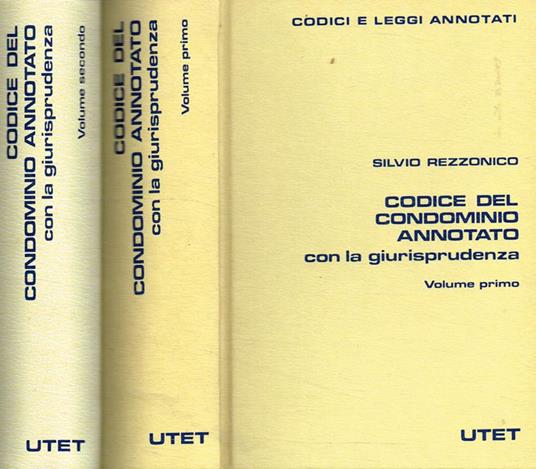 CODICE DEL
CONDOMINIO ANNOTATO
con la giurisprudenza
Volume secondo
UTET
CODICE DEL
CONDOMINIO ANNOTATO
con la giurisprudenza
Volume primo
UTET
CODICI E LEGGI ANNOTATI
SILVIO REZZONICO
CODICE DEL
CONDOMINIO
ANNOTATO
con la giurisprudenza
Volume primo
UTET